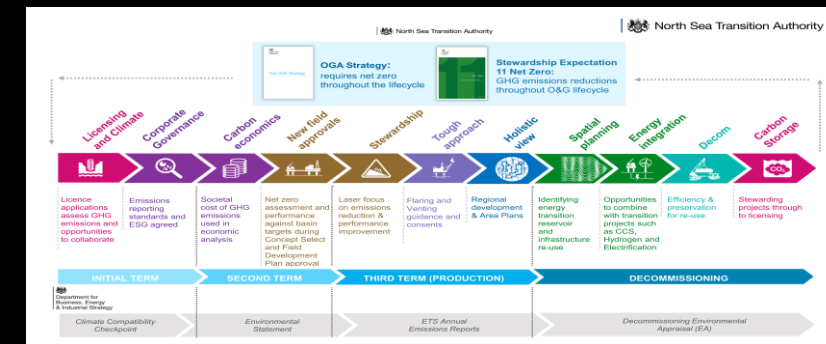 North Sea Transition Authority
North Sea Transition Authority
The OGA Strategy
OGA Strategy:
requires net zero
throughout the lifecycle
11
Stewardship Expectation
11 Net Zero:
GHG emissions reductions
throughout O&G lifecycle
Licensing
and Climate
Corporate
Governance
Carbon
economics
New field
approvals
Stewardship
Tough
approach
Holistic
view
Spatial
planning
Energy
integration
Decom
Carbon
Storage
CO₂
Licence
applications
assess GHG
emissions and
opportunities
to collaborate
Emissions
reporting
standards and
ESG agreed
Societal
cost of GHG
emissions
used in
economic
analysis
Net zero
assessment and
performance
against basin
targets during
Concept Select
and Field
Development
Plan approval
Laser focus
on emissions
reduction &
performance
improvement
Flaring and
Venting
guidance and
consents
Regional
development
& Area Plans
Identifying
energy
transition
reservoir
and
infrastructure
re-use
Opportunities
to combine
with transition
projects such
as CCS,
Hydrogen and
Electrification
Efficiency &
preservation
for re-use
Stewarding
projects through
to licensing
INITIAL TERM
SECOND TERM
THIRD TERM (PRODUCTION)
DECOMMISSIONING
Department for
Business, Energy
& Industrial Strategy
Climate Compatibility
Checkpoint
Environmental
Statement
ETS Annual
Emissions Reports
Decommissioning Environmental
Appraisal (EA)